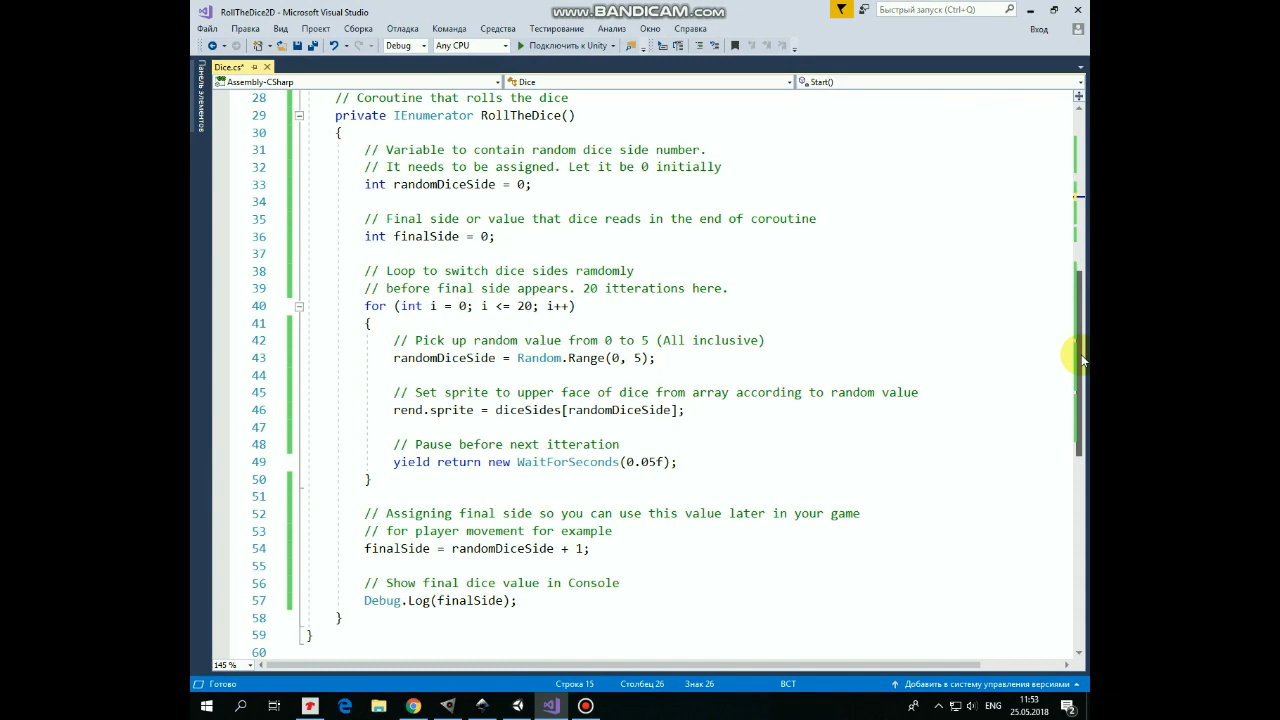 RollTheDice2D - Microsoft Visual Studio
www.BANDICAM.com
Быстрый запуск (Ctrl+Q)
Файл Правка Вид Проект Сборка Отладка Команда Средства Тестирование Анализ Окно Справка Вход
Debug Any CPU Подключить к Unity
Панель элементов
Dice.cs*
Assembly-CSharp Dice Start()
28 // Coroutine that rolls the dice
29 private IEnumerator RollTheDice()
30 {
31 // Variable to contain random dice side number.
32 // It needs to be assigned. Let it be 0 initially
33 int randomDiceSide = 0;
34
35 // Final side or value that dice reads in the end of coroutine
36 int finalSide = 0;
37
38 // Loop to switch dice sides ramdomly
39 // before final side appears. 20 itterations here.
40 for (int i = 0; i <= 20; i++)
41 {
42 // Pick up random value from 0 to 5 (All inclusive)
43 randomDiceSide = Random.Range(0, 5);
44
45 // Set sprite to upper face of dice from array according to random value
46 rend.sprite = diceSides[randomDiceSide];
47
48 // Pause before next itteration
49 yield return new WaitForSeconds(0.05f);
50 }
51
52 // Assigning final side so you can use this value later in your game
53 // for player movement for example
54 finalSide = randomDiceSide + 1;
55
56 // Show final dice value in Console
57 Debug.Log(finalSide);
58 }
59 }
60
145 %
Готово Строка 15 Столбец 26 Знак 26 ВСТ Добавить в систему управления версиями
ENG 11:53
25.05.2018 2